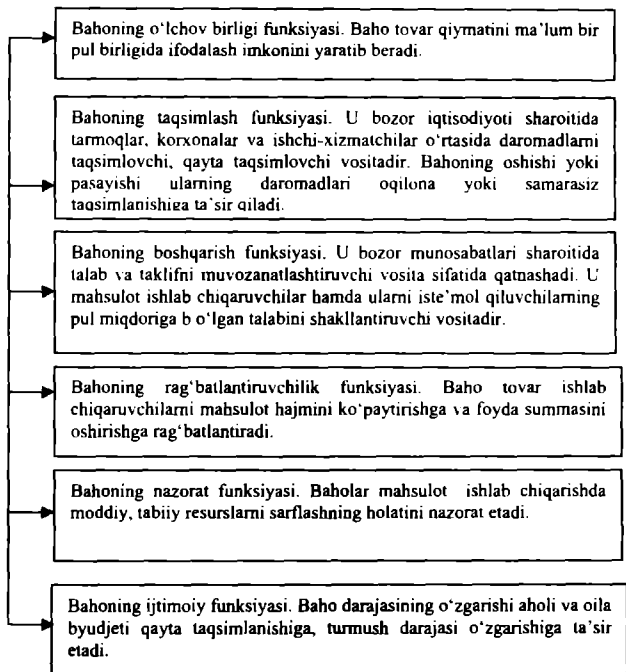 Bahoning o‘lchov birligi funksiyasi. Baho tovar qiymatini ma’lum bir
pul birligida ifodalash imkonini yaratib beradi.
Bahoning taqsimlash funksiyasi. U bozor iqtisodiyoti sharoitida
tarmoqlar, korxonalar va ishchi-xizmatchilar o‘rtasida daromadlarni
taqsimlovchi, qayta taqsimlovchi vositadir. Bahoning oshishi yoki
pasayishi ularning daromadlari oqilona yoki samarasiz
taqsimlanishiga ta’sir qiladi.
Bahoning boshqarish funksiyasi. U bozor munosabatlari sharoitida
talab va taklifni muvozanatlashtiruvchi vosita sifatida qatnashadi. U
mahsulot ishlab chiqaruvchilar hamda ularni iste’mol qiluvchilarning
pul miqdoriga b o‘lgan talabini shakllantiruvchi vositadir.
Bahoning rag‘batlantiruvchilik funksiyasi. Baho tovar ishlab
chiqaruvchilarni mahsulot hajmini ko‘paytirishga va foyda summasini
oshirishga rag‘batlantiradi.
Bahoning nazorat funksiyasi. Baholar mahsulot ishlab chiqarishda
moddiy, tabiiy resurslarni sarflashning holatini nazorat etadi.
Bahoning ijtimoiy funksiyasi. Baho darajasining o‘zgarishi aholi va oila
byudjeti qayta taqsimlanishiga, turmush darajasi o‘zgarishiga ta’sir
etadi.